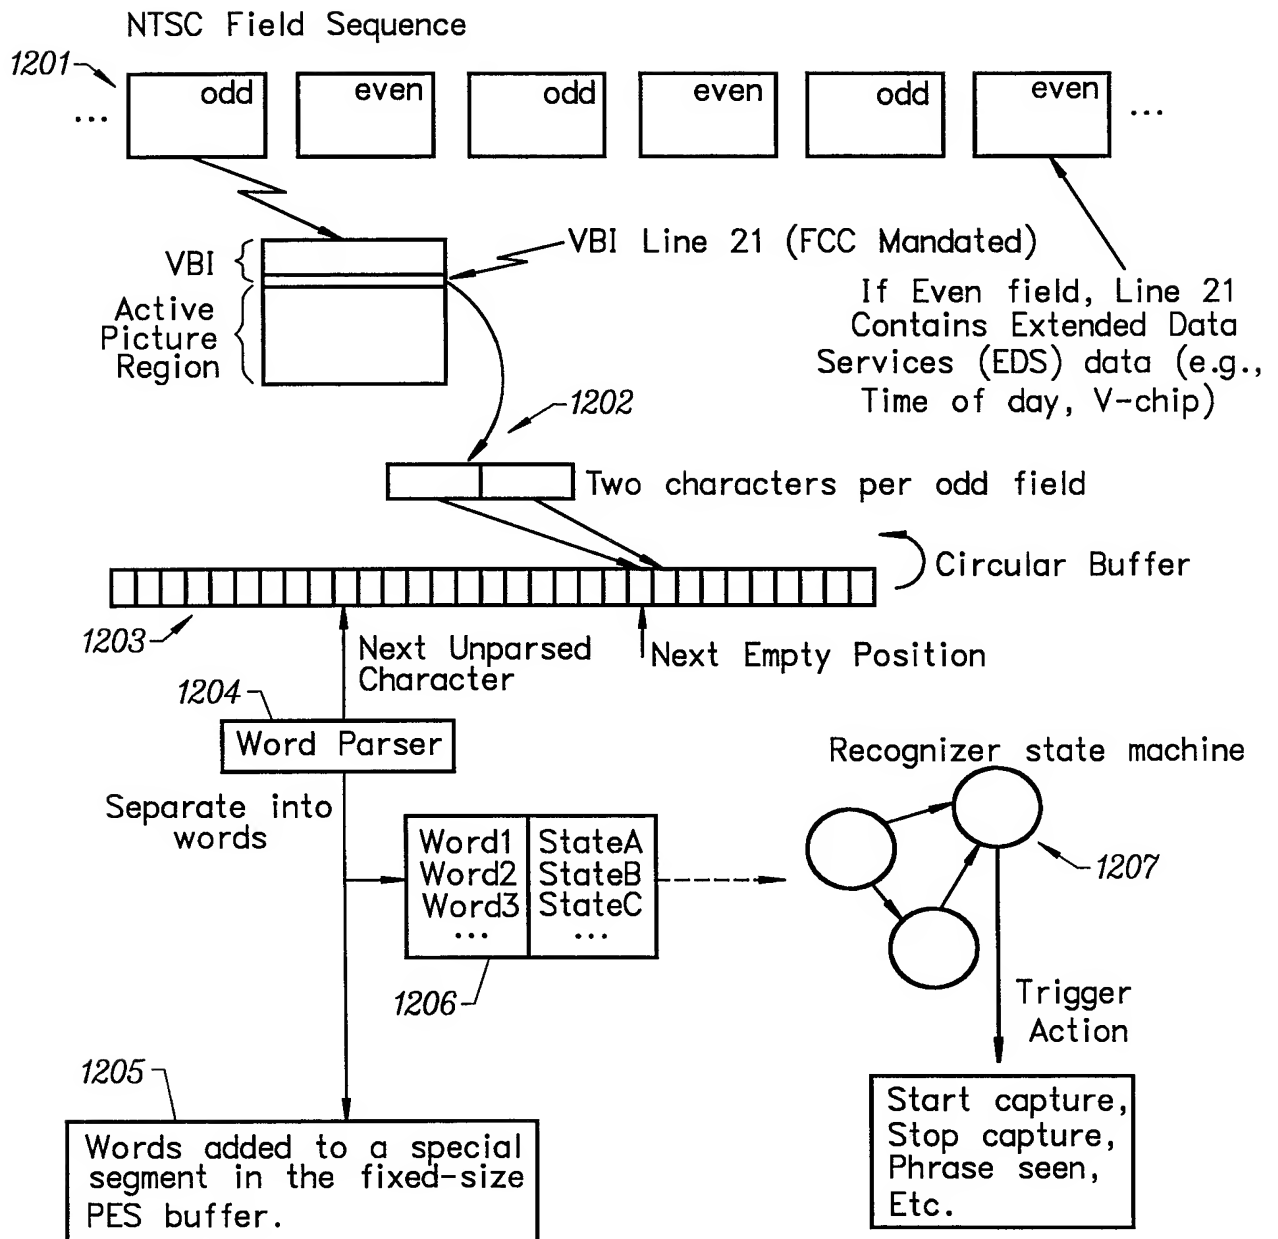 NTSC Field Sequence
1201
... odd even odd even odd even ...
VBI
VBI Line 21 (FCC Mandated)
Active
Picture
Region
If Even field, Line 21
Contains Extended Data
Services (EDS) data (e.g.,
Time of day, V-chip)
1202
Two characters per odd field
Circular Buffer
1203
Next Unparsed
Character
Next Empty Position
1204
Word Parser
Separate into
words
Recognizer state machine
Word1 StateA
Word2 StateB
Word3 StateC
... ...
1206
1207
Trigger
Action
1205
Words added to a special
segment in the fixed-size
PES buffer.
Start capture,
Stop capture,
Phrase seen,
Etc.